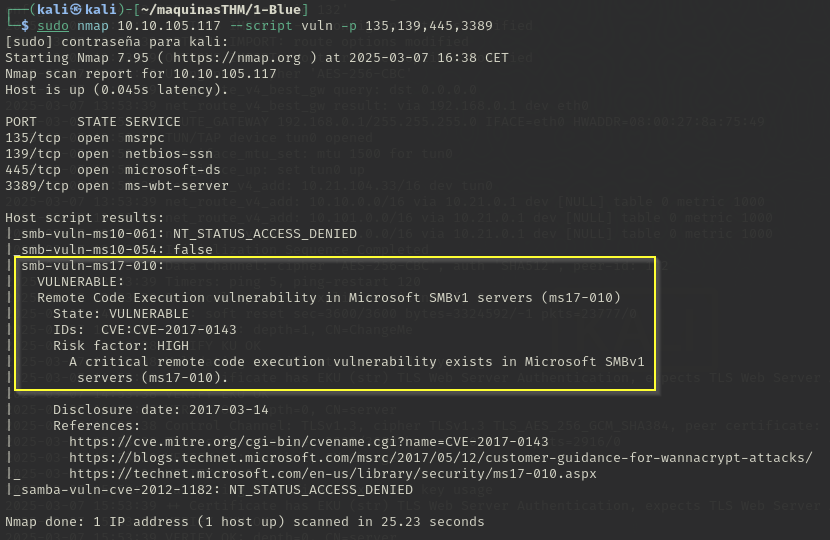 ┌──(kali㉿kali)-[~/maquinasTHM/1-Blue]
└─$ sudo nmap 10.10.105.117 --script vuln -p 135,139,445,3389
[sudo] contraseña para kali:
Starting Nmap 7.95 ( https://nmap.org ) at 2025-03-07 16:38 CET
Nmap scan report for 10.10.105.117
Host is up (0.045s latency).

PORT     STATE SERVICE
135/tcp  open  msrpc
139/tcp  open  netbios-ssn
445/tcp  open  microsoft-ds
3389/tcp open  ms-wbt-server

Host script results:
|_smb-vuln-ms10-061: NT_STATUS_ACCESS_DENIED
|_smb-vuln-ms10-054: false
| smb-vuln-ms17-010:
|   VULNERABLE:
|   Remote Code Execution vulnerability in Microsoft SMBv1 servers (ms17-010)
|     State: VULNERABLE
|     IDs:  CVE:CVE-2017-0143
|     Risk factor: HIGH
|       A critical remote code execution vulnerability exists in Microsoft SMBv1
|        servers (ms17-010).
|
|     Disclosure date: 2017-03-14
|     References:
|       https://cve.mitre.org/cgi-bin/cvename.cgi?name=CVE-2017-0143
|       https://blogs.technet.microsoft.com/msrc/2017/05/12/customer-guidance-for-wannacrypt-attacks/
|_      https://technet.microsoft.com/en-us/library/security/ms17-010.aspx
|_samba-vuln-cve-2012-1182: NT_STATUS_ACCESS_DENIED

Nmap done: 1 IP address (1 host up) scanned in 25.23 seconds